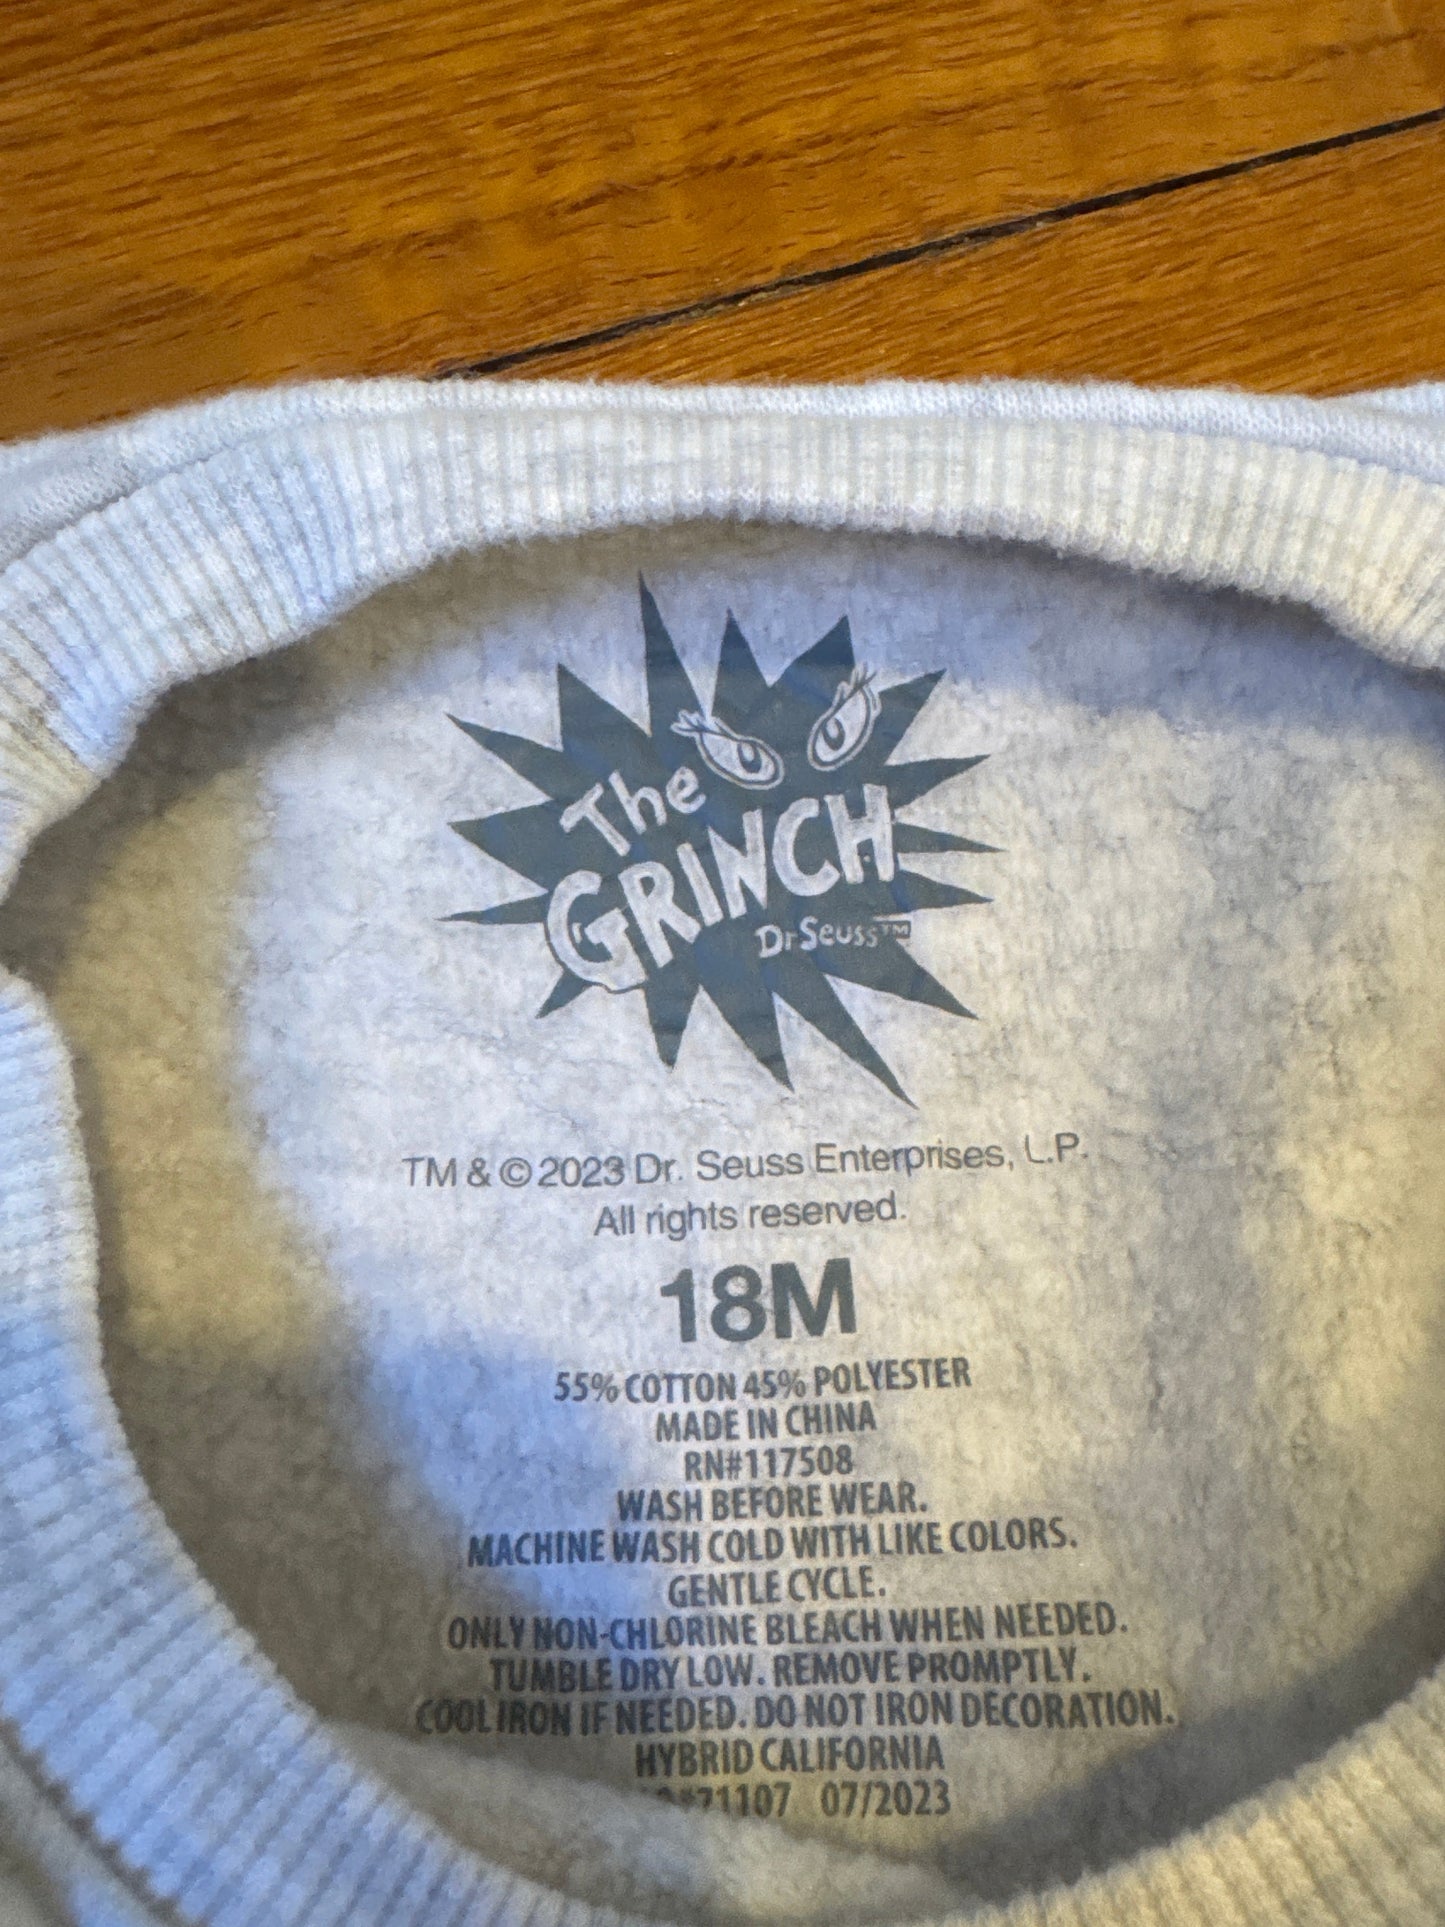 The
GRINCH
Dr Seuss™
TM & © 2023 Dr. Seuss Enterprises, L.P.
All rights reserved.
18M
55% COTTON 45% POLYESTER
MADE IN CHINA
RN#117508
WASH BEFORE WEAR.
MACHINE WASH COLD WITH LIKE COLORS.
GENTLE CYCLE.
ONLY NON-CHLORINE BLEACH WHEN NEEDED.
TUMBLE DRY LOW. REMOVE PROMPTLY.
COOL IRON IF NEEDED. DO NOT IRON DECORATION.
HYBRID CALIFORNIA
07/2023